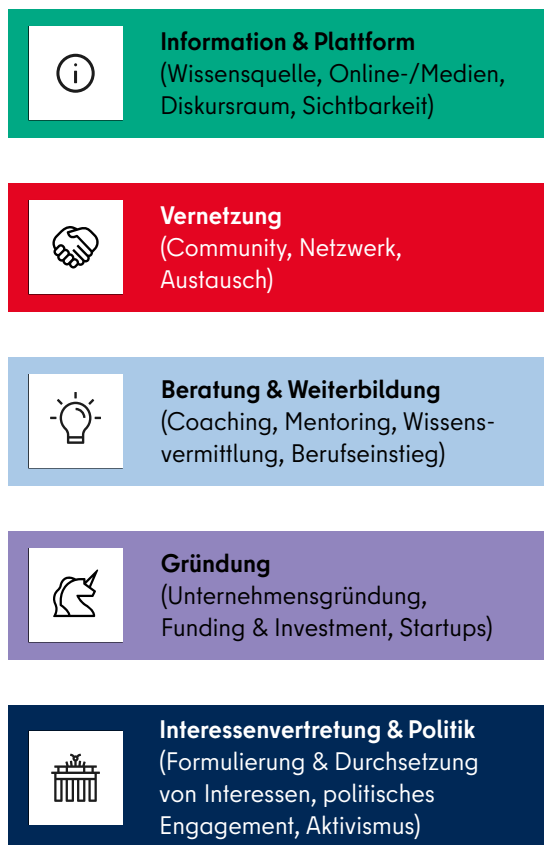 Information & Plattform
(Wissensquelle, Online-/Medien,
Diskursraum, Sichtbarkeit)
Vernetzung
(Community, Netzwerk,
Austausch)
Beratung & Weiterbildung
(Coaching, Mentoring, Wissens-
vermittlung, Berufseinstieg)
Gründung
(Unternehmensgründung,
Funding & Investment, Startups)
Interessenvertretung & Politik
(Formulierung & Durchsetzung
von Interessen, politisches
Engagement, Aktivismus)